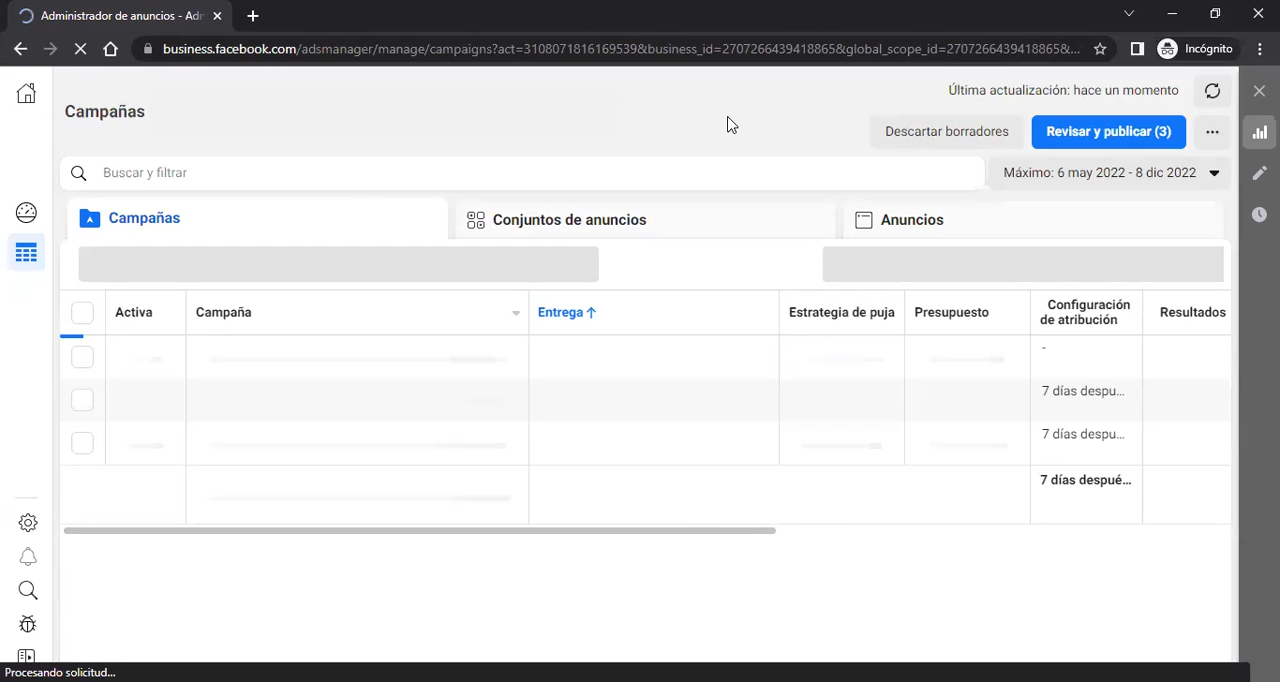 Administrador de anuncios - Adr
business.facebook.com/adsmanager/manage/campaigns?act=3108071816169539&business_id=2707266439418865&global_scope_id=2707266439418865&...
Incógnito
Campañas
Última actualización: hace un momento
Descartar borradores
Revisar y publicar (3)
Buscar y filtrar
Máximo: 6 may 2022 - 8 dic 2022
Campañas
Conjuntos de anuncios
Anuncios
Activa
Campaña
Entrega
Estrategia de puja
Presupuesto
Configuración
de atribución
Resultados
-
7 días despu...
7 días despu...
7 días despué...
Procesando solicitud...